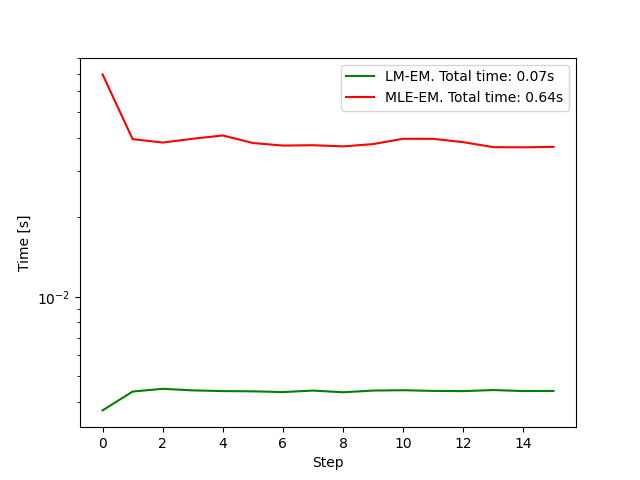 LM-EM. Total time: 0.07s
MLE-EM. Total time: 0.64s
Time [s]
10⁻²
0 2 4 6 8 10 12 14
Step